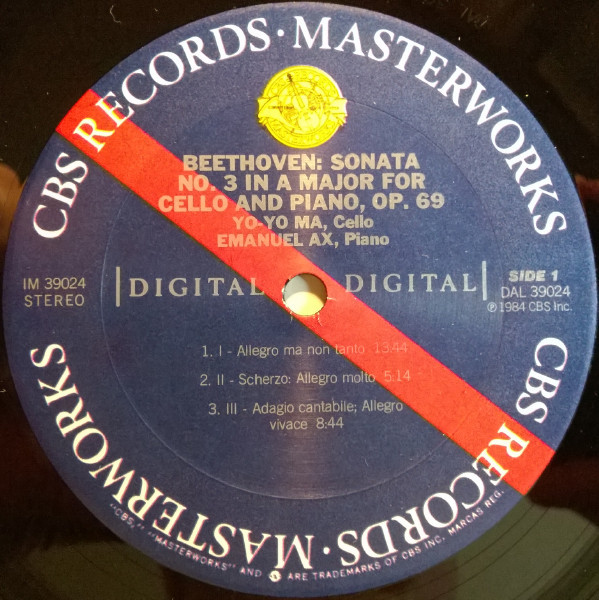 CBS RECORDS · MASTERWORKS
BEETHOVEN: SONATA
NO. 3 IN A MAJOR FOR
CELLO AND PIANO, OP. 69
YO-YO MA, Cello
EMANUEL AX, Piano
IM 39024
STEREO
DIGITAL DIGITAL
SIDE 1
DAL 39024
℗ 1984 CBS Inc.
1. I - Allegro ma non tanto 13:44
2. II - Scherzo: Allegro molto 5:14
3. III - Adagio cantabile; Allegro
vivace 8:44
CBS RECORDS · MASTERWORKS
"CBS," "MASTERWORKS" AND ARE TRADEMARKS OF CBS INC. MARCAS REG.